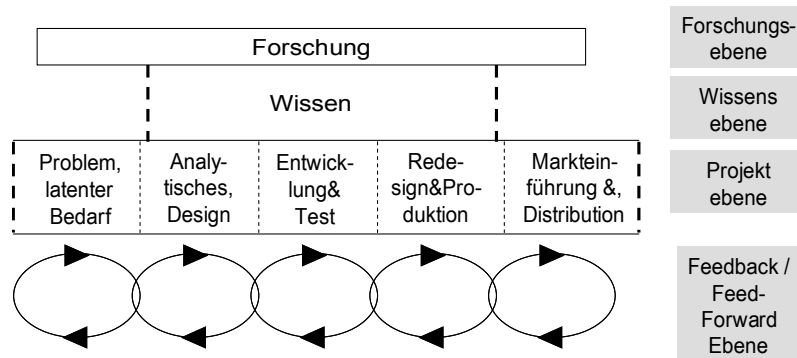 Forschung
Forschungs-
ebene
Wissen
Wissens
ebene
Problem,
latenter
Bedarf
Analy-
tisches,
Design
Entwick-
lung&
Test
Rede-
sign&Pro-
duktion
Marktein-
führung &,
Distribution
Projekt
ebene
Feedback /
Feed-
Forward
Ebene